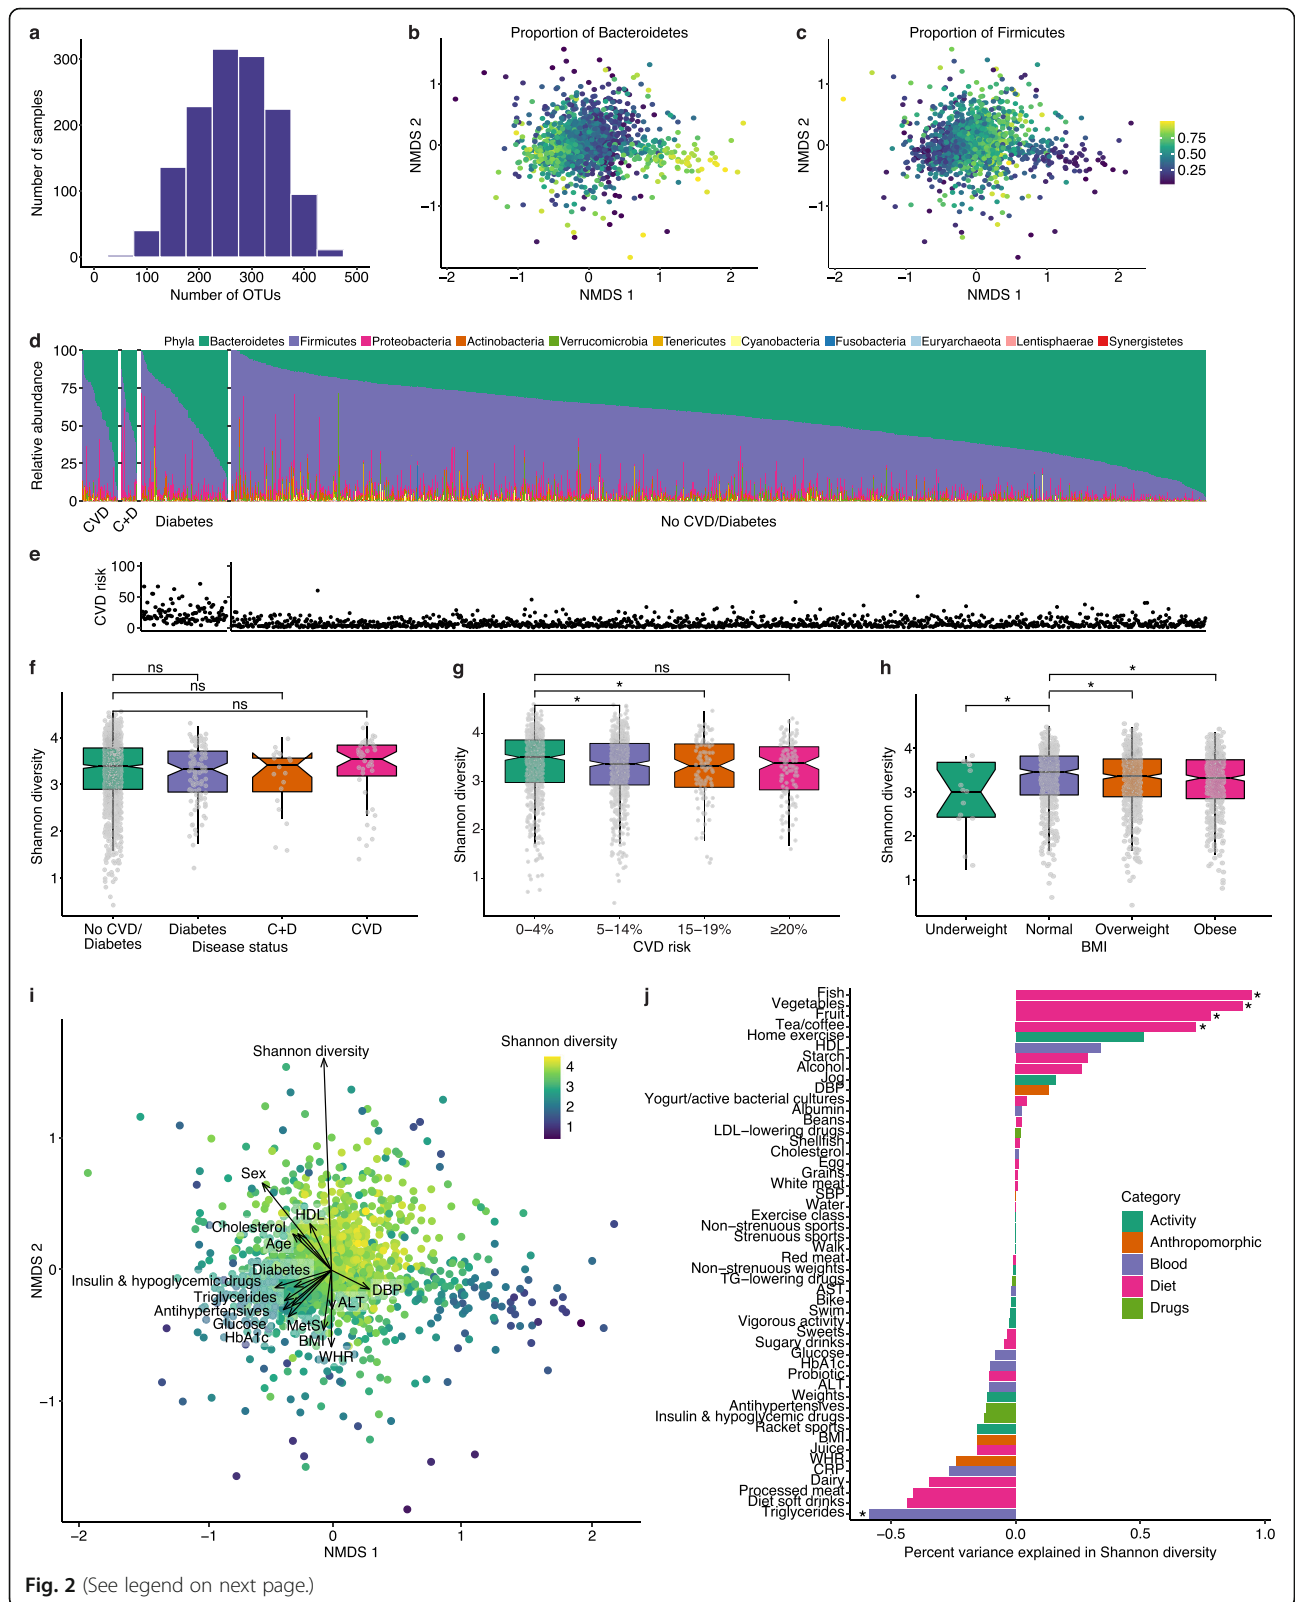 a
300
200
100
0
Number of samples
0 100 200 300 400 500
Number of OTUs
b
Proportion of Bacteroidetes
1
0
−1
NMDS 2
−2 −1 0 1 2
NMDS 1
c
Proportion of Firmicutes
1
0
−1
NMDS 2
−2 −1 0 1 2
NMDS 1
0.75
0.50
0.25
d
Phyla Bacteroidetes Firmicutes Proteobacteria Actinobacteria Verrucomicrobia Tenericutes Cyanobacteria Fusobacteria Euryarchaeota Lentisphaerae Synergistetes
100
75
50
25
0
Relative abundance
CVD C+D Diabetes No CVD/Diabetes
e
100
50
0
CVD risk
f
ns
ns
ns
4
3
2
1
Shannon diversity
No CVD/ Diabetes C+D CVD
Diabetes Disease status
g
ns
*
*
4
3
2
1
Shannon diversity
0−4% 5−14% 15−19% ≥20%
CVD risk
h
*
* *
4
3
2
1
Shannon diversity
Underweight Normal Overweight Obese
BMI
i
Shannon diversity
4
3
2
1
Shannon diversity
Sex
HDL
Cholesterol
Age
Diabetes
Insulin & hypoglycemic drugs
DBP
Triglycerides
ALT
Antihypertensives
Glucose
MetS
HbA1c
BMI
WHR
1
0
−1
NMDS 2
−2 −1 0 1 2
NMDS 1
j
Fish *
Vegetables *
Fruit *
Tea/coffee *
Home exercise
HDL
Starch
Alcohol
Jog
DBP
Yogurt/active bacterial cultures
Albumin
Beans
LDL−lowering drugs
Shellfish
Cholesterol
Egg
Grains
White meat
SBP
Water
Exercise class
Non−strenuous sports
Strenuous sports
Walk
Red meat
Non−strenuous weights
TG−lowering drugs
AST
Bike
Swim
Vigorous activity
Sweets
Sugary drinks
Glucose
HbA1c
Probiotic
ALT
Weights
Antihypertensives
Insulin & hypoglycemic drugs
Racket sports
BMI
Juice
WHR
CRP
Dairy
Processed meat
Diet soft drinks
Triglycerides *
−0.5 0.0 0.5 1.0
Percent variance explained in Shannon diversity
Category
Activity
Anthropomorphic
Blood
Diet
Drugs
Fig. 2 (See legend on next page.)